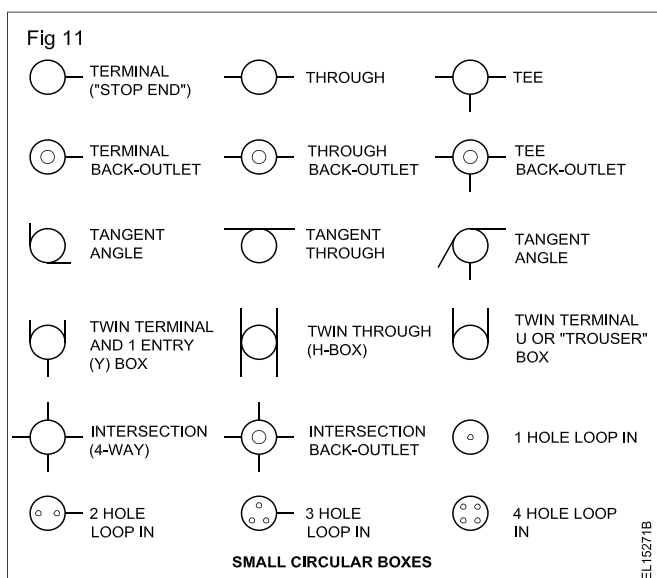 Fig 11
TERMINAL
("STOP END")
THROUGH
TEE
TERMINAL
BACK-OUTLET
THROUGH
BACK-OUTLET
TEE
BACK-OUTLET
TANGENT
ANGLE
TANGENT
THROUGH
TANGENT
ANGLE
TWIN TERMINAL
AND 1 ENTRY
(Y) BOX
TWIN THROUGH
(H-BOX)
TWIN TERMINAL
U OR "TROUSER"
BOX
INTERSECTION
(4-WAY)
INTERSECTION
BACK-OUTLET
1 HOLE LOOP IN
2 HOLE
LOOP IN
3 HOLE
LOOP IN
4 HOLE LOOP
IN
SMALL CIRCULAR BOXES
EL15271B